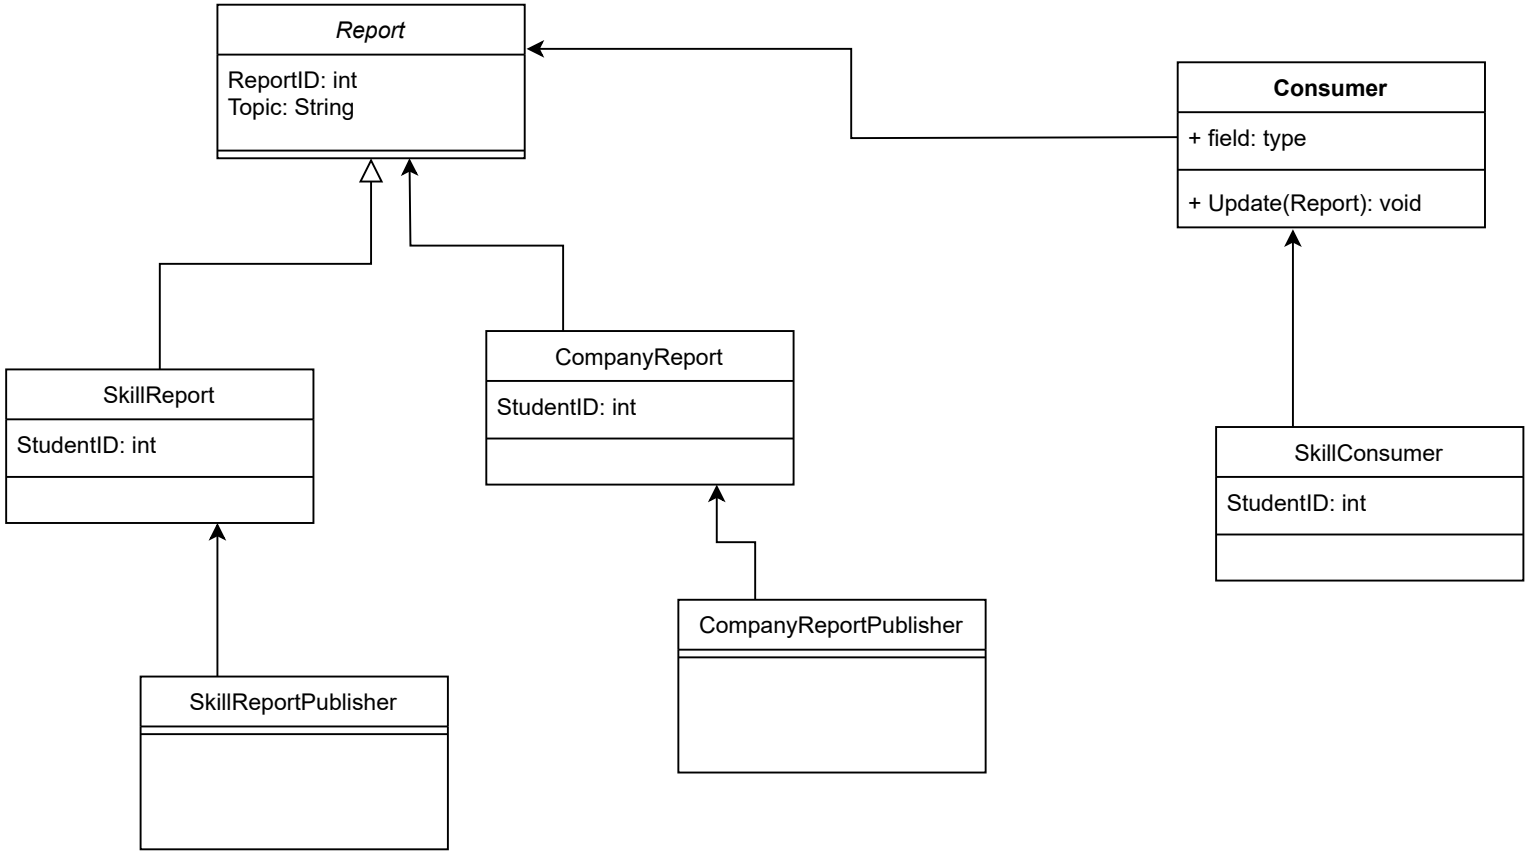 Report
ReportID: int
Topic: String
Consumer
+ field: type
+ Update(Report): void
CompanyReport
StudentID: int
SkillReport
StudentID: int
SkillConsumer
StudentID: int
CompanyReportPublisher
SkillReportPublisher